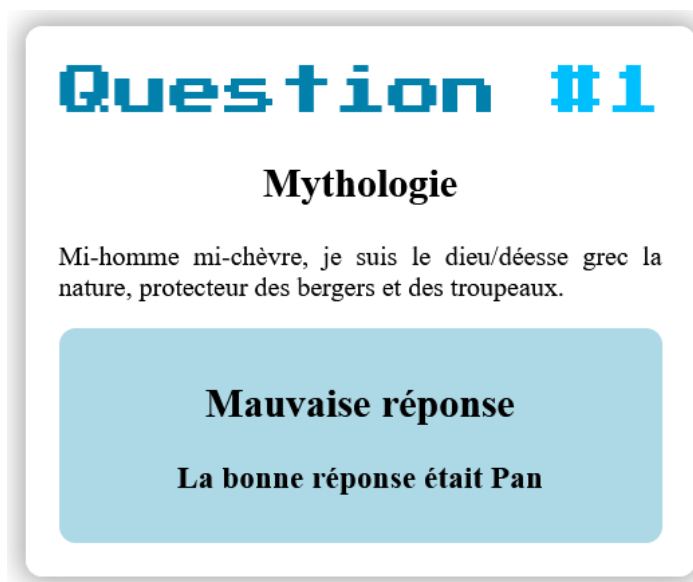 Question #1
Mythologie
Mi-homme mi-chèvre, je suis le dieu/déesse grec la
nature, protecteur des bergers et des troupeaux.
Mauvaise réponse
La bonne réponse était Pan